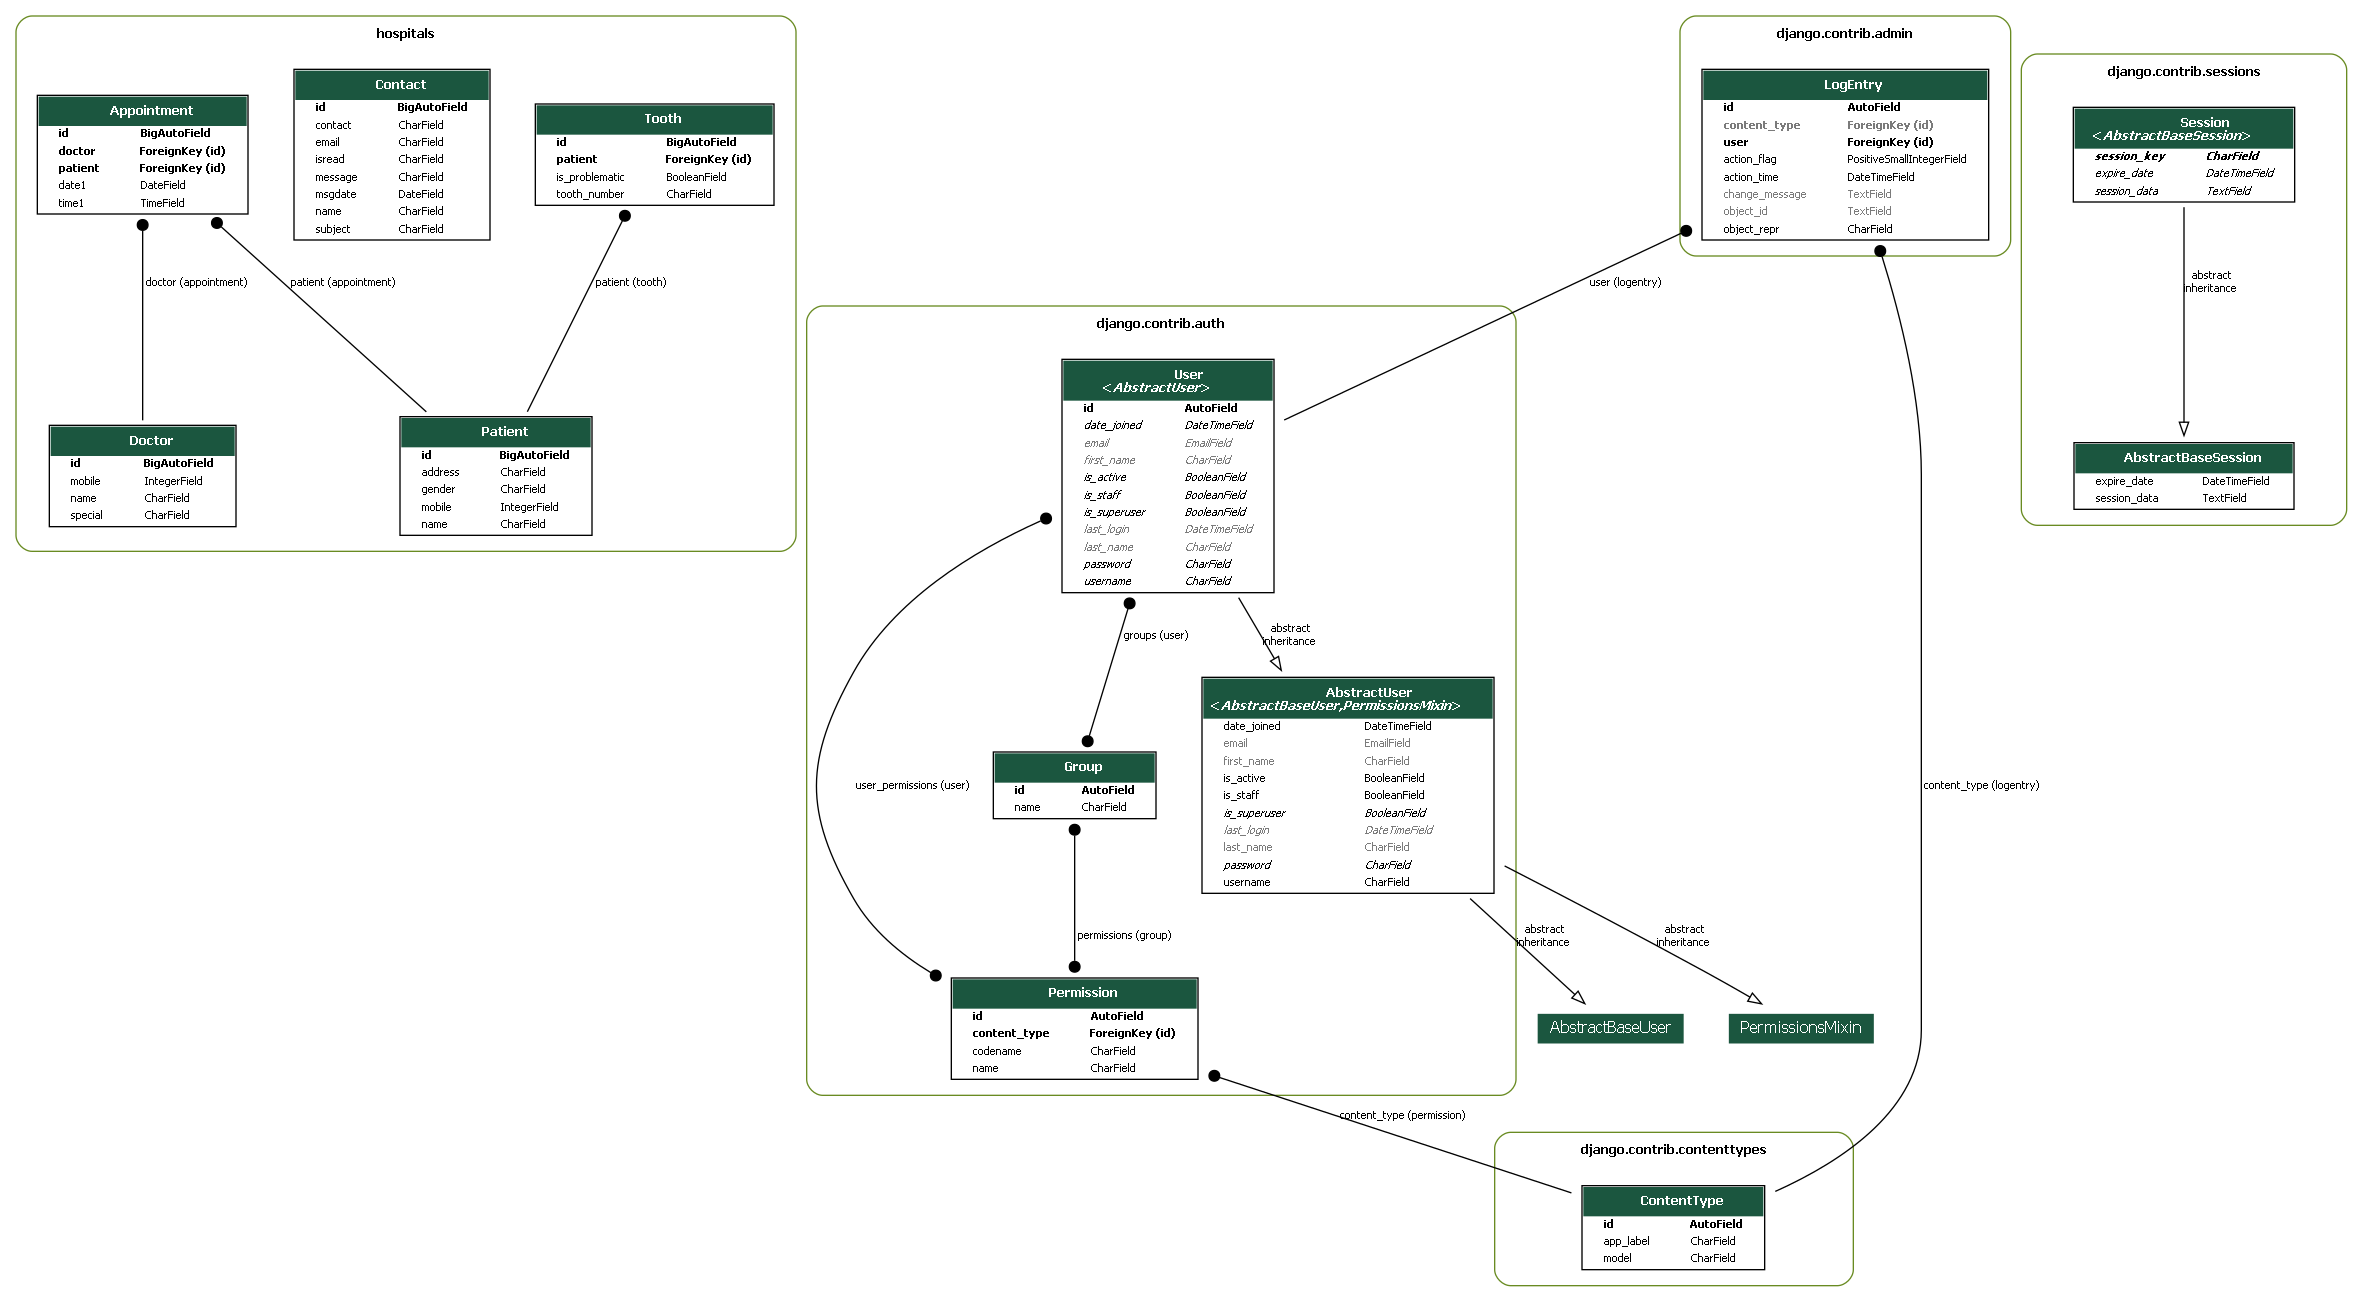 hospitals
Appointment
id BigAutoField
doctor ForeignKey (id)
patient ForeignKey (id)
date1 DateField
time1 TimeField
Contact
id BigAutoField
contact CharField
email CharField
isread CharField
message CharField
msgdate DateField
name CharField
subject CharField
Tooth
id BigAutoField
patient ForeignKey (id)
is_problematic BooleanField
tooth_number CharField
doctor (appointment)
patient (appointment)
patient (tooth)
Doctor
id BigAutoField
mobile IntegerField
name CharField
special CharField
Patient
id BigAutoField
address CharField
gender CharField
mobile IntegerField
name CharField
django.contrib.admin
LogEntry
id AutoField
content_type ForeignKey (id)
user ForeignKey (id)
action_flag PositiveSmallIntegerField
action_time DateTimeField
change_message TextField
object_id TextField
object_repr CharField
user (logentry)
content_type (logentry)
django.contrib.sessions
Session
<AbstractBaseSession>
session_key CharField
expire_date DateTimeField
session_data TextField
abstract
inheritance
AbstractBaseSession
expire_date DateTimeField
session_data TextField
django.contrib.auth
User
<AbstractUser>
id AutoField
date_joined DateTimeField
email EmailField
first_name CharField
is_active BooleanField
is_staff BooleanField
is_superuser BooleanField
last_login DateTimeField
last_name CharField
password CharField
username CharField
groups (user)
abstract
inheritance
user_permissions (user)
Group
id AutoField
name CharField
AbstractUser
<AbstractBaseUser,PermissionsMixin>
date_joined DateTimeField
email EmailField
first_name CharField
is_active BooleanField
is_staff BooleanField
is_superuser BooleanField
last_login DateTimeField
last_name CharField
password CharField
username CharField
permissions (group)
abstract
inheritance
abstract
inheritance
Permission
id AutoField
content_type ForeignKey (id)
codename CharField
name CharField
AbstractBaseUser
PermissionsMixin
content_type (permission)
django.contrib.contenttypes
ContentType
id AutoField
app_label CharField
model CharField